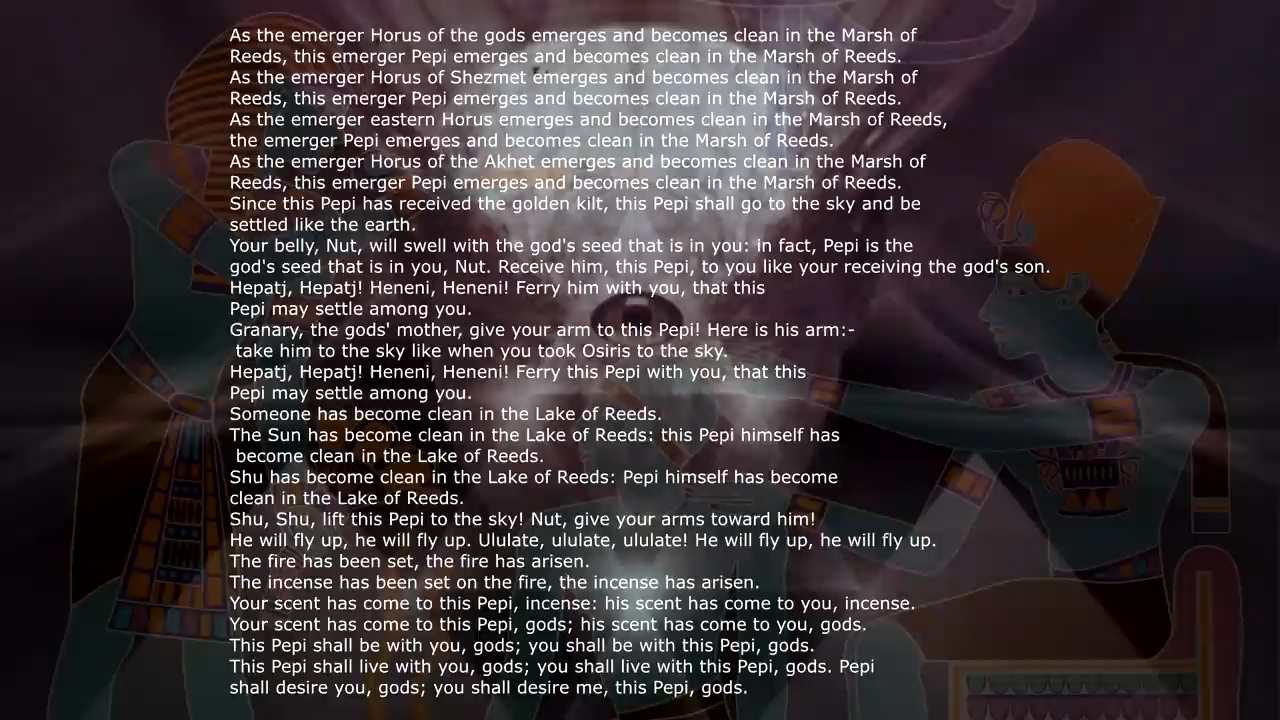 As the emerger Horus of the gods emerges and becomes clean in the Marsh of
Reeds, this emerger Pepi emerges and becomes clean in the Marsh of Reeds.
As the emerger Horus of Shezmet emerges and becomes clean in the Marsh of
Reeds, this emerger Pepi emerges and becomes clean in the Marsh of Reeds.
As the emerger eastern Horus emerges and becomes clean in the Marsh of Reeds,
the emerger Pepi emerges and becomes clean in the Marsh of Reeds.
As the emerger Horus of the Akhet emerges and becomes clean in the Marsh of
Reeds, this emerger Pepi emerges and becomes clean in the Marsh of Reeds.
Since this Pepi has received the golden kilt, this Pepi shall go to the sky and be
settled like the earth.
Your belly, Nut, will swell with the god's seed that is in you: in fact, Pepi is the
god's seed that is in you, Nut. Receive him, this Pepi, to you like your receiving the god's son.
Hepatj, Hepatj! Heneni, Heneni! Ferry him with you, that this
Pepi may settle among you.
Granary, the gods' mother, give your arm to this Pepi! Here is his arm:-
take him to the sky like when you took Osiris to the sky.
Hepatj, Hepatj! Heneni, Heneni! Ferry this Pepi with you, that this
Pepi may settle among you.
Someone has become clean in the Lake of Reeds.
The Sun has become clean in the Lake of Reeds: this Pepi himself has
become clean in the Lake of Reeds.
Shu has become clean in the Lake of Reeds: Pepi himself has become
clean in the Lake of Reeds.
Shu, Shu, lift this Pepi to the sky! Nut, give your arms toward him!
He will fly up, he will fly up. Ululate, ululate, ululate! He will fly up, he will fly up.
The fire has been set, the fire has arisen.
The incense has been set on the fire, the incense has arisen.
Your scent has come to this Pepi, incense: his scent has come to you, incense.
Your scent has come to this Pepi, gods; his scent has come to you, gods.
This Pepi shall be with you, gods; you shall be with this Pepi, gods.
This Pepi shall live with you, gods; you shall live with this Pepi, gods. Pepi
shall desire you, gods; you shall desire me, this Pepi, gods.